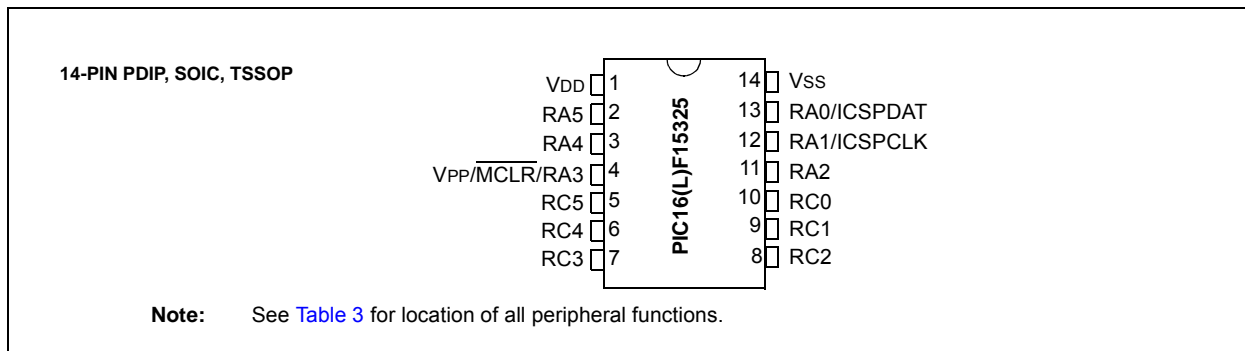 14-PIN PDIP, SOIC, TSSOP
VDD 1 14 VSS
RA5 2 13 RA0/ICSPDAT
RA4 3 12 RA1/ICSPCLK
VPP/MCLR/RA3 4 11 RA2
RC5 5 10 RC0
RC4 6 9 RC1
RC3 7 8 RC2
PIC16(L)F15325
Note: See Table 3 for location of all peripheral functions.